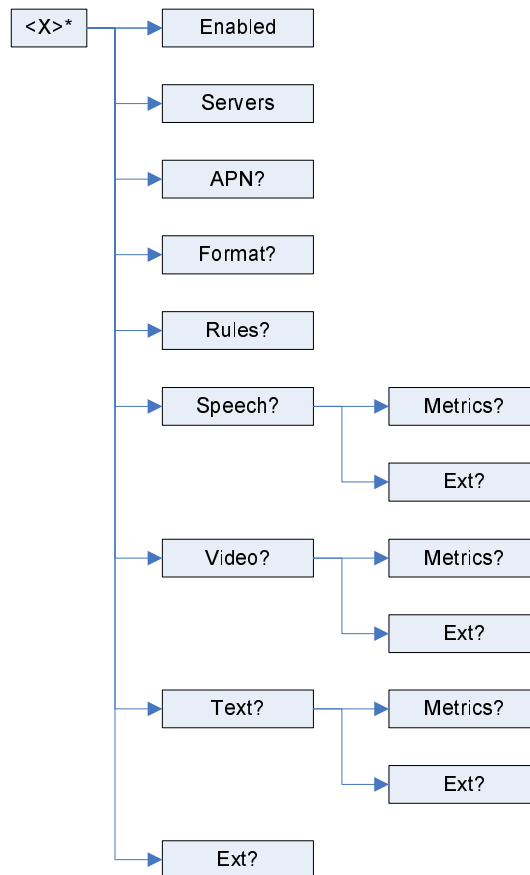 <X>*
Enabled
Servers
APN?
Format?
Rules?
Speech?
Metrics?
Ext?
Video?
Metrics?
Ext?
Text?
Metrics?
Ext?
Ext?